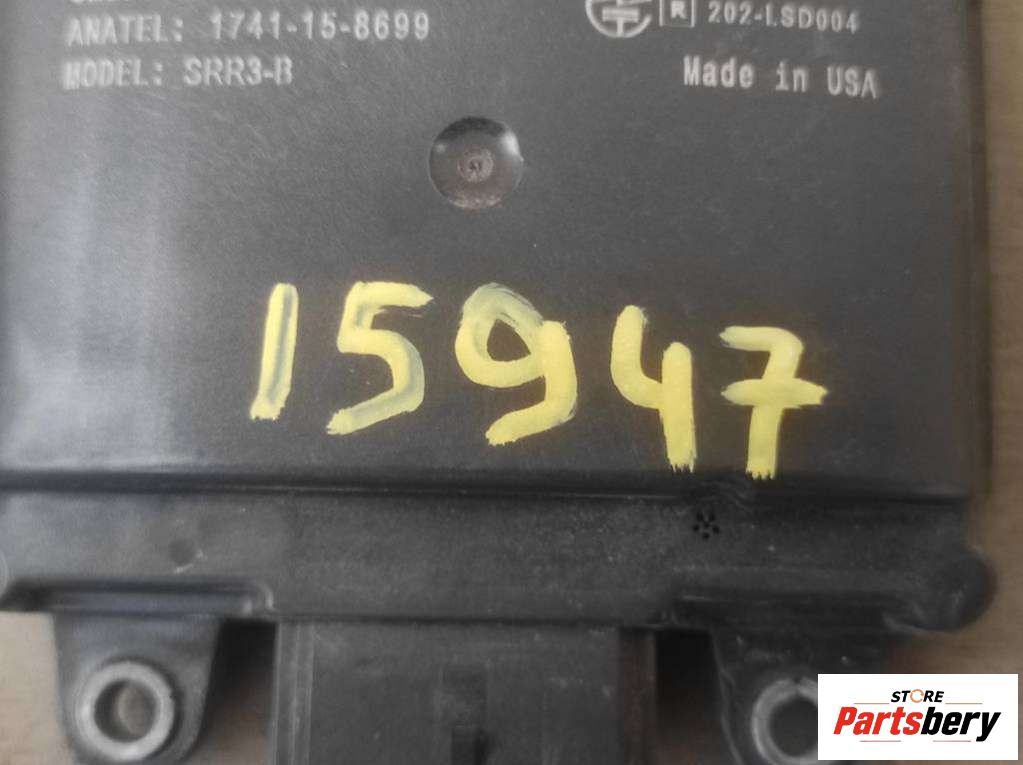 ANATEL: 1741-15-8699
MODEL: SRR3-B
R 202-LSD004
Made in USA
15947
STORE
Partsbery